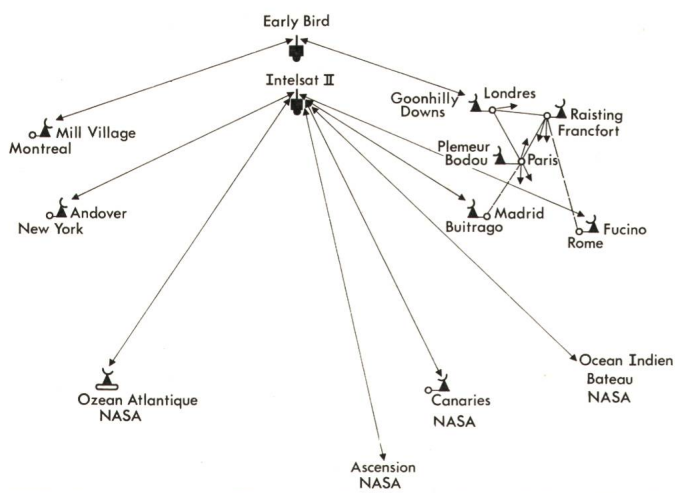 Early Bird
Intelsat II
Goonhilly
Downs
Londres
Raisting
Francfort
Mill Village
Montreal
Plemeur
Bodou
Paris
Andover
New York
Madrid
Buitrago
Fucino
Rome
Ocean Indien
Bateau
NASA
Ozean Atlantique
NASA
Canaries
NASA
Ascension
NASA